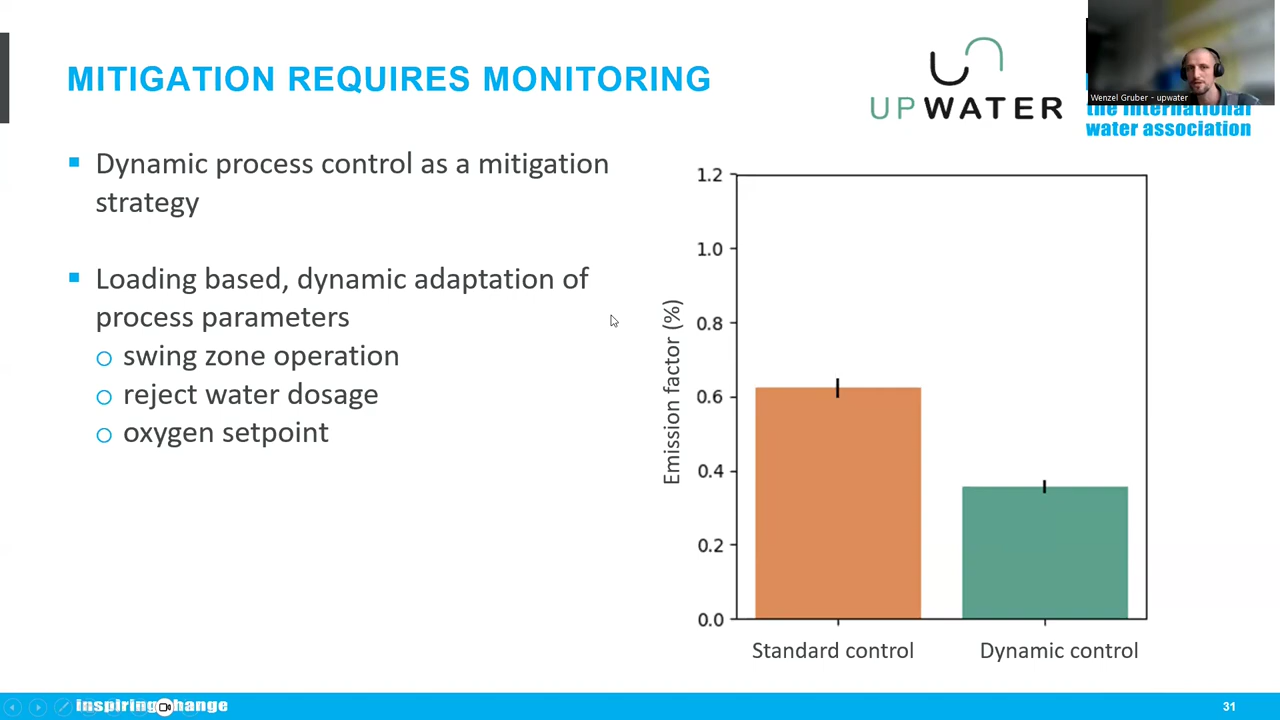 MITIGATION REQUIRES MONITORING
UPWATER
Wenzel Gruber - upwater
the international
water association
Dynamic process control as a mitigation
strategy
Loading based, dynamic adaptation of
process parameters
swing zone operation
reject water dosage
oxygen setpoint
Emission factor (%)
1.2
1.0
0.8
0.6
0.4
0.2
0.0
Standard control
Dynamic control
inspiring change
31